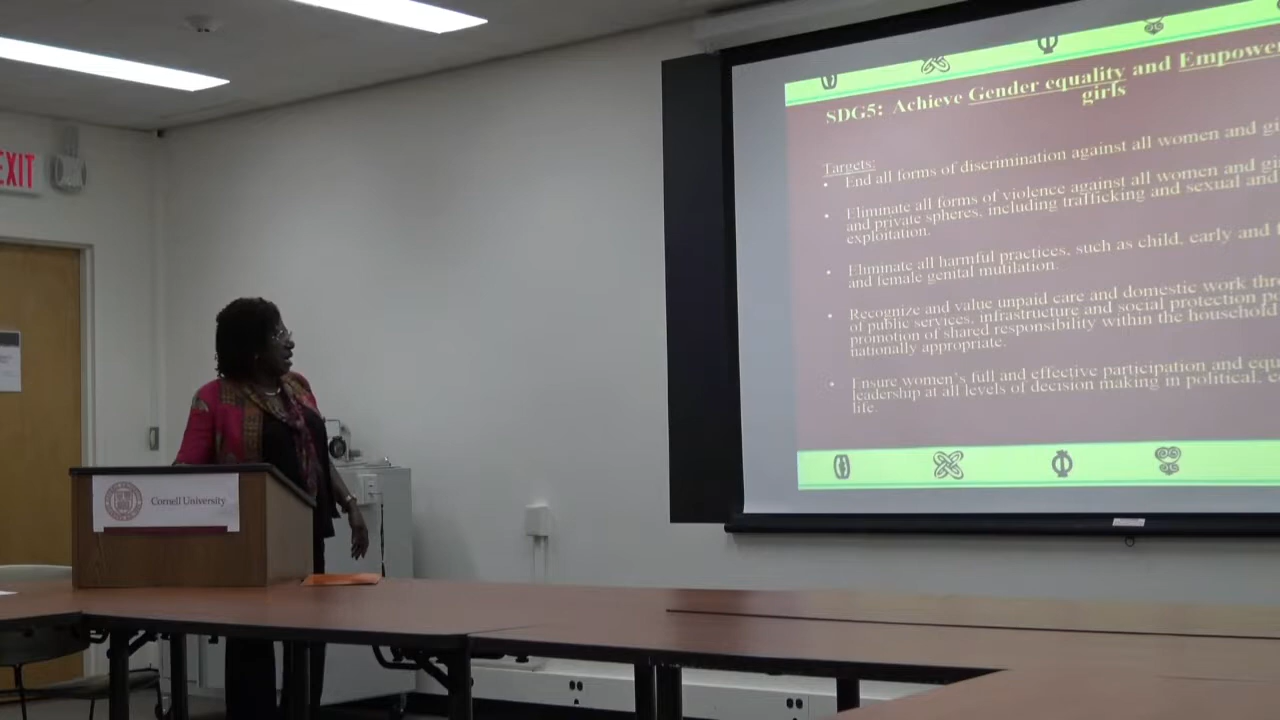 EXIT
SDG5: Achieve Gender equality and
girls
Targets:
• End all forms of discrimination against all women and
• Eliminate all forms of violence against all women and
and private spheres, including trafficking and sexual and
exploitation.
• Eliminate all harmful practices, such as child, early and
and female genital mutilation.
• Recognize and value unpaid care and domestic work
of public services, infrastructure and social protection
promotion of shared responsibility within the household
nationally appropriate.
• Ensure women's full and effective participation and
leadership at all levels of decision making in political,
life.
Cornell University